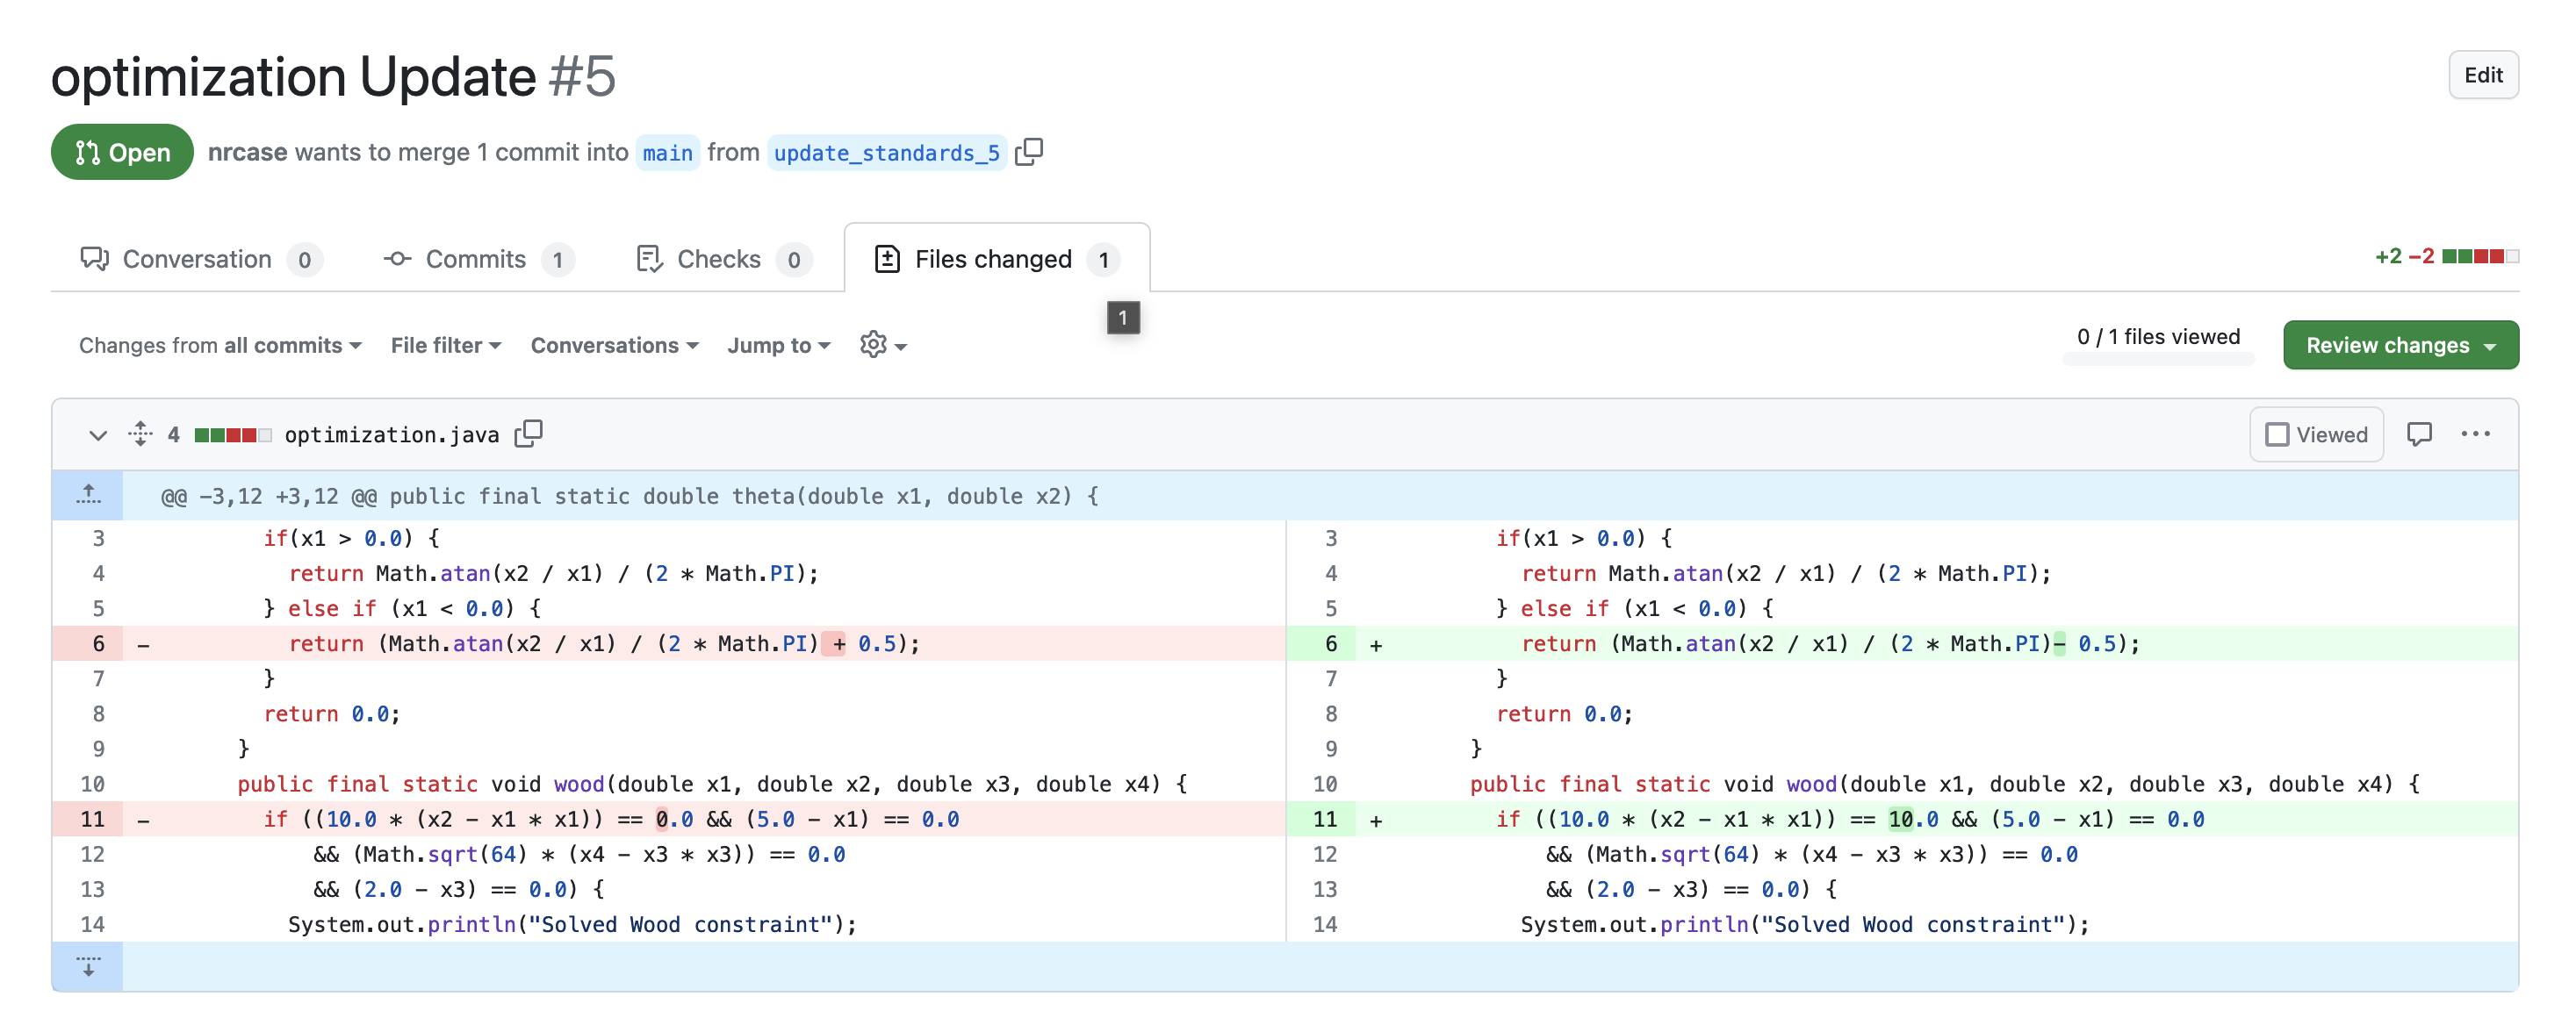 optimization Update #5
Edit
Open nrcase wants to merge 1 commit into main from update_standards_5
Conversation 0 Commits 1 Checks 0 Files changed 1 +2 −2
1
Changes from all commits File filter Conversations Jump to 0 / 1 files viewed Review changes
4 optimization.java Viewed
@@ -3,12 +3,12 @@ public final static double theta(double x1, double x2) {
3 if(x1 > 0.0) {
4 return Math.atan(x2 / x1) / (2 * Math.PI);
5 } else if (x1 < 0.0) {
6 - return (Math.atan(x2 / x1) / (2 * Math.PI) + 0.5);
7 }
8 return 0.0;
9 }
10 public final static void wood(double x1, double x2, double x3, double x4) {
11 - if ((10.0 * (x2 - x1 * x1)) == 0.0 && (5.0 - x1) == 0.0
12 && (Math.sqrt(64) * (x4 - x3 * x3)) == 0.0
13 && (2.0 - x3) == 0.0) {
14 System.out.println("Solved Wood constraint");
3 if(x1 > 0.0) {
4 return Math.atan(x2 / x1) / (2 * Math.PI);
5 } else if (x1 < 0.0) {
6 + return (Math.atan(x2 / x1) / (2 * Math.PI)- 0.5);
7 }
8 return 0.0;
9 }
10 public final static void wood(double x1, double x2, double x3, double x4) {
11 + if ((10.0 * (x2 - x1 * x1)) == 10.0 && (5.0 - x1) == 0.0
12 && (Math.sqrt(64) * (x4 - x3 * x3)) == 0.0
13 && (2.0 - x3) == 0.0) {
14 System.out.println("Solved Wood constraint");